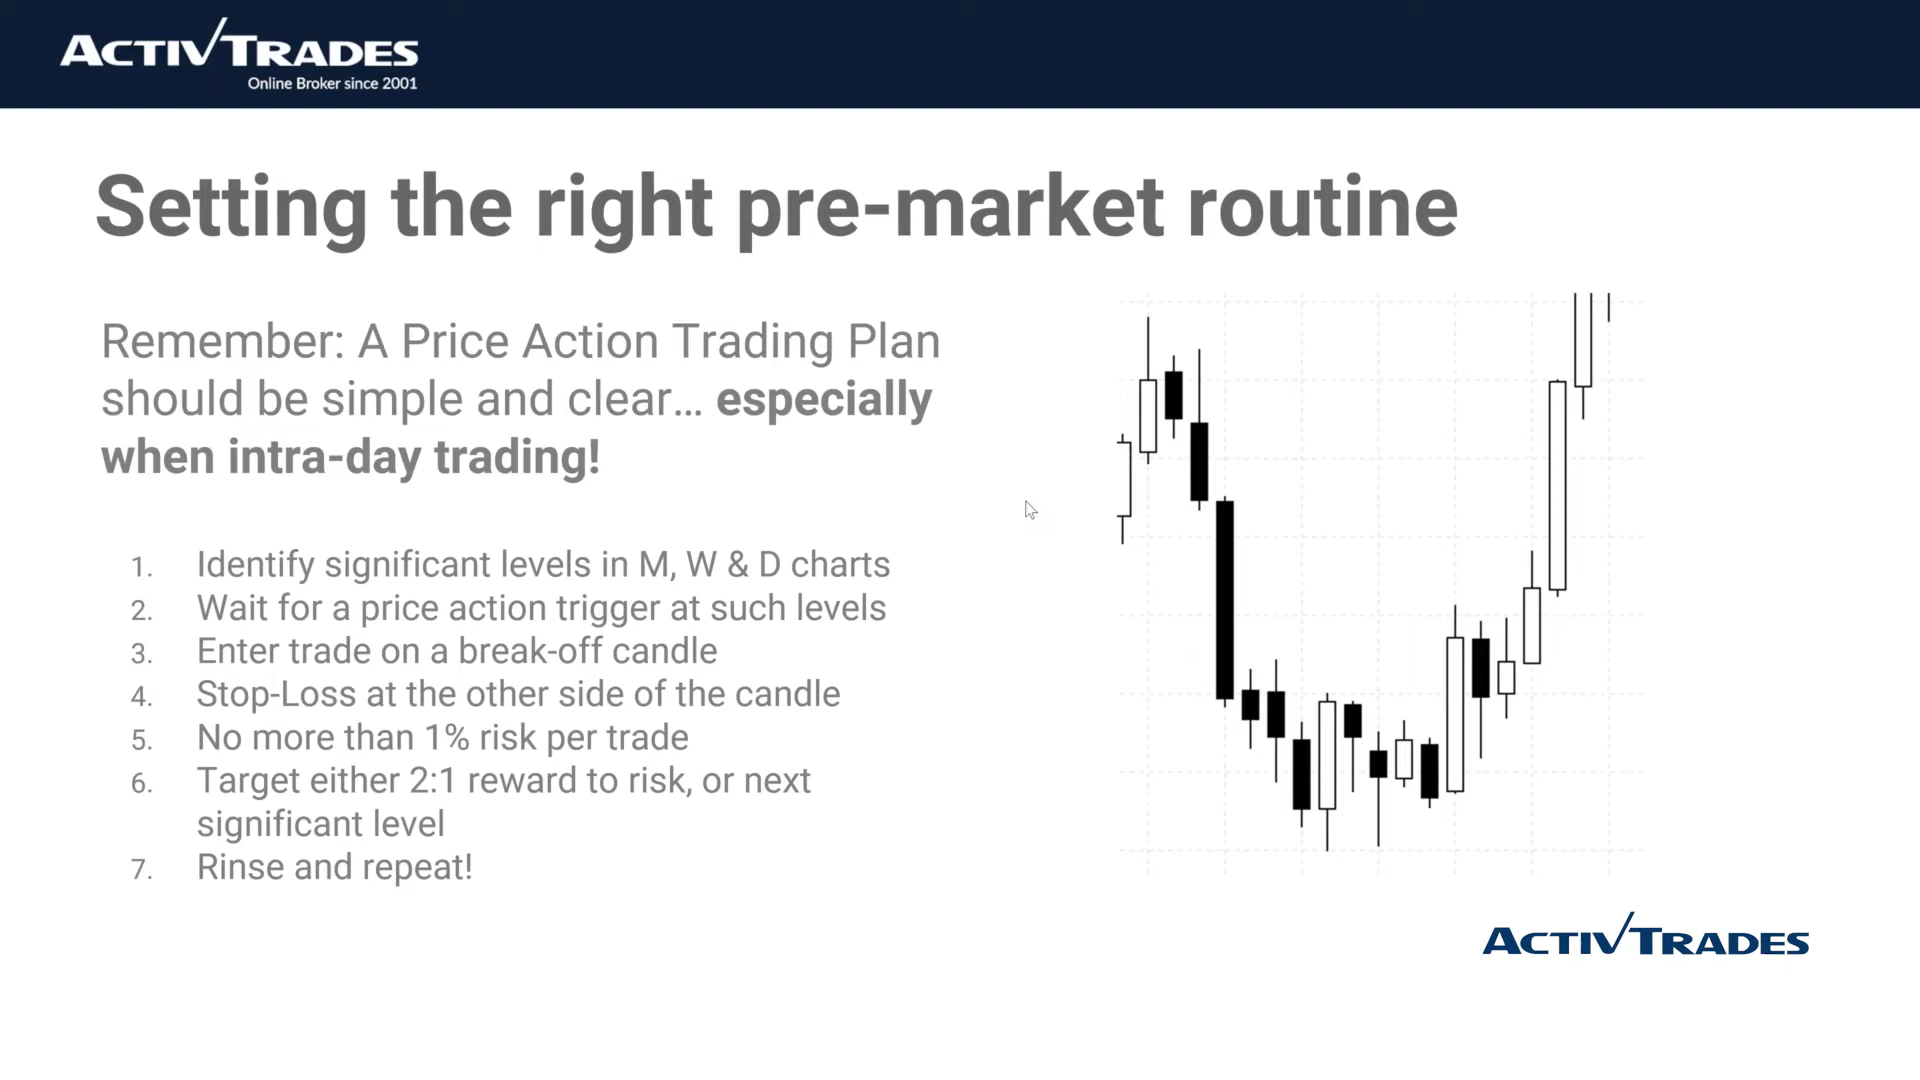 ACTIVTRADES
Online Broker since 2001
Setting the right pre-market routine
Remember: A Price Action Trading Plan
should be simple and clear... especially
when intra-day trading!
1. Identify significant levels in M, W & D charts
2. Wait for a price action trigger at such levels
3. Enter trade on a break-off candle
4. Stop-Loss at the other side of the candle
5. No more than 1% risk per trade
6. Target either 2:1 reward to risk, or next
significant level
7. Rinse and repeat!
ACTIVTRADES